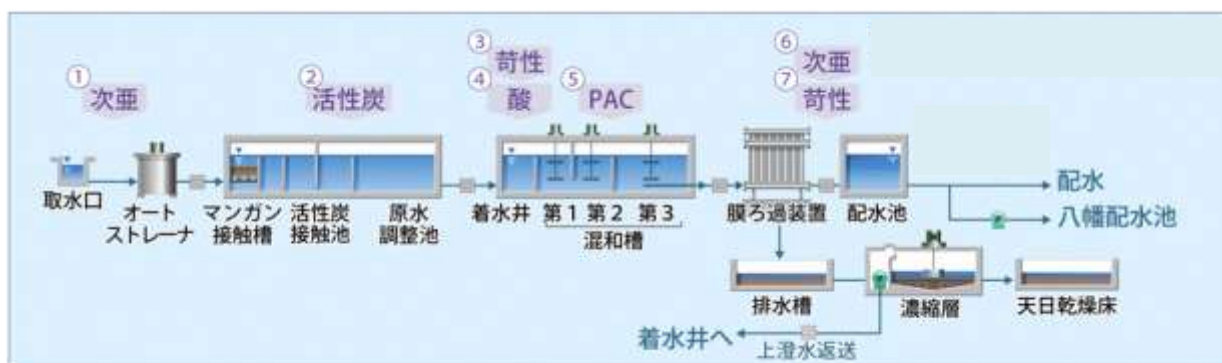 ① 次亜
② 活性炭
③ 苛性
④ 酸
⑤ PAC
⑥ 次亜
⑦ 苛性
取水口
オート
ストレーナ
マンガン
接触槽
活性炭
接触池
原水
調整池
着水井
第1 第2 第3
混和槽
膜ろ過装置
配水池
配水
八幡配水池
排水槽
濃縮層
天日乾燥床
着水井へ
上澄水返送